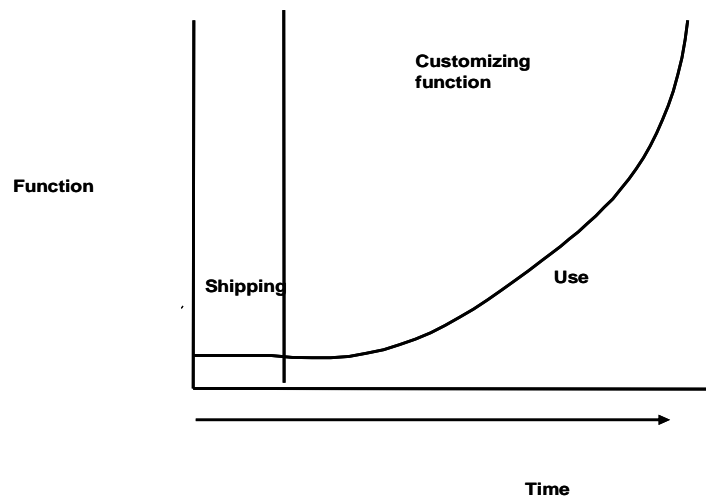 Customizing
function
Function
Shipping
Use
Time